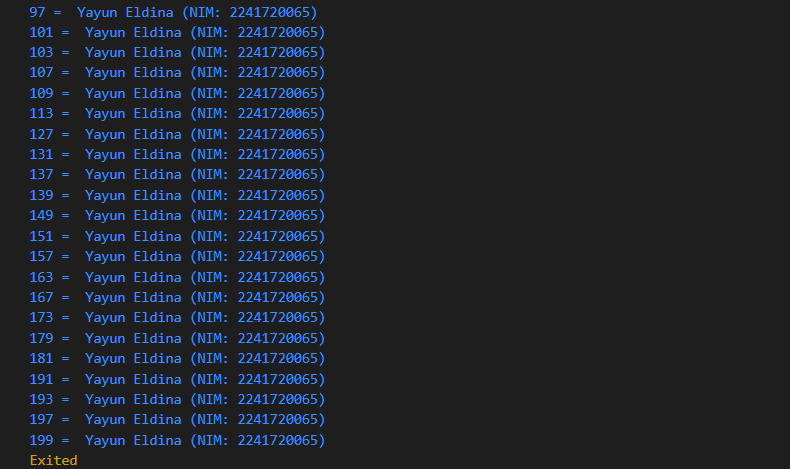 97 =  Yayun Eldina (NIM: 2241720065)
101 =  Yayun Eldina (NIM: 2241720065)
103 =  Yayun Eldina (NIM: 2241720065)
107 =  Yayun Eldina (NIM: 2241720065)
109 =  Yayun Eldina (NIM: 2241720065)
113 =  Yayun Eldina (NIM: 2241720065)
127 =  Yayun Eldina (NIM: 2241720065)
131 =  Yayun Eldina (NIM: 2241720065)
137 =  Yayun Eldina (NIM: 2241720065)
139 =  Yayun Eldina (NIM: 2241720065)
149 =  Yayun Eldina (NIM: 2241720065)
151 =  Yayun Eldina (NIM: 2241720065)
157 =  Yayun Eldina (NIM: 2241720065)
163 =  Yayun Eldina (NIM: 2241720065)
167 =  Yayun Eldina (NIM: 2241720065)
173 =  Yayun Eldina (NIM: 2241720065)
179 =  Yayun Eldina (NIM: 2241720065)
181 =  Yayun Eldina (NIM: 2241720065)
191 =  Yayun Eldina (NIM: 2241720065)
193 =  Yayun Eldina (NIM: 2241720065)
197 =  Yayun Eldina (NIM: 2241720065)
199 =  Yayun Eldina (NIM: 2241720065)
Exited